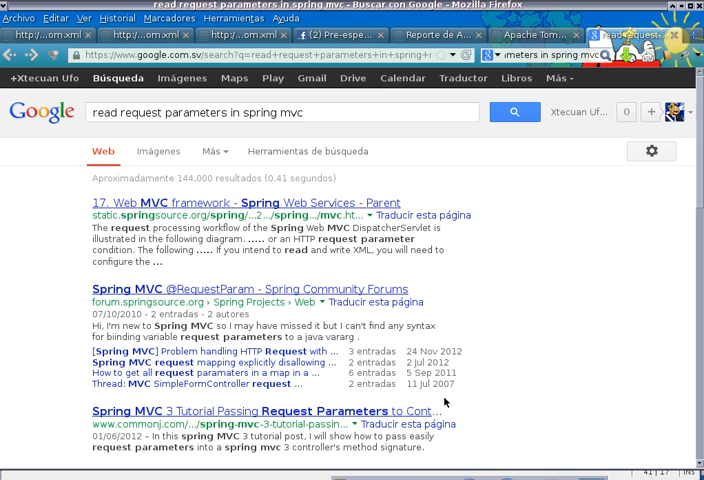 read request parameters in spring mvc - Buscar con Google - Mozilla Firefox
Archivo Editar Ver Historial Marcadores Herramientas Ayuda
http:/...om.xml http:/...om.xml http:/...om.xml (2) Pre-espe... Reporte de A... Apache Tom... read reques...
https://www.google.com.sv/search?q=read+request+parameters+in+spring+ meters in spring mvc
+Xtecuan Uf... Búsqueda Imágenes Maps Play Gmail Drive Calendar Traductor Libros Más
Google read request parameters in spring mvc Xtecuan Uf... 0 +
Web Imágenes Más Herramientas de búsqueda
Aproximadamente 144,000 resultados (0.41 segundos)
17. Web MVC framework - Spring Web Services - Parent
static.springsource.org/spring/...2.../spring.../mvc.ht... Traducir esta página
The request processing workflow of the Spring Web MVC DispatcherServlet is
illustrated in the following diagram. ..... or an HTTP request parameter
condition. The following ..... If you intend to read and write XML, you will need to
configure the ...
Spring MVC @RequestParam - Spring Community Forums
forum.springsource.org › Spring Projects › Web Traducir esta página
07/10/2010 - 2 entradas - 2 autores
Hi, I'm new to Spring MVC so I may have missed it but I can't find any syntax
for biinding variable request parameters to a java vararg .
[Spring MVC] Problem handling HTTP Request with ... 3 entradas 24 Nov 2012
Spring MVC request mapping explicitly disallowing ... 2 entradas 2 Jul 2012
How to get all request paramaters in a map in a ... 6 entradas 5 Sep 2011
Thread: MVC SimpleFormController request ... 2 entradas 11 Jul 2007
Spring MVC 3 Tutorial Passing Request Parameters to Cont...
www.commonj.com/.../spring-mvc-3-tutorial-passin... Traducir esta página
01/06/2012 – In this spring MVC 3 tutorial post, I will show how to pass easily
request parameters into a spring mvc 3 controller's method signature.
41 | 17 INS